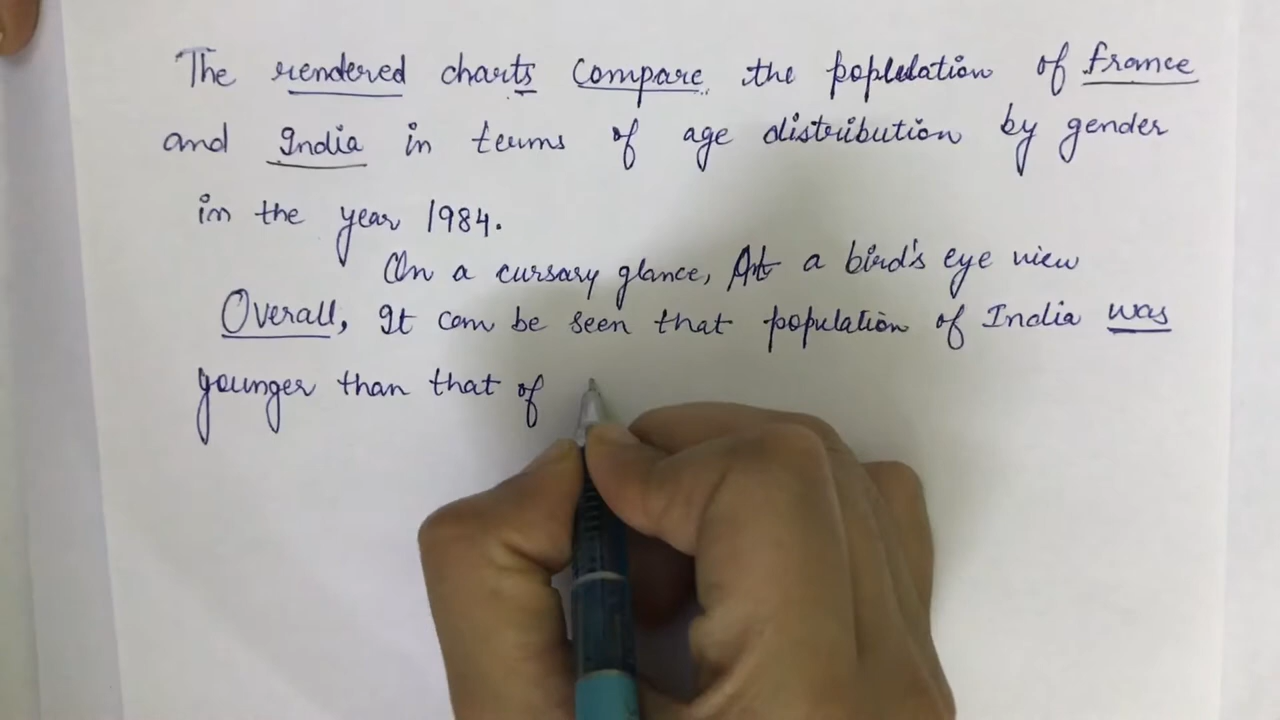 The rendered charts compare the poplulation of france
and India in terms of age distribution by gender
in the year 1984.
On a cursary glance, At a bird's eye view
Overall, It can be seen that population of India was
younger than that of